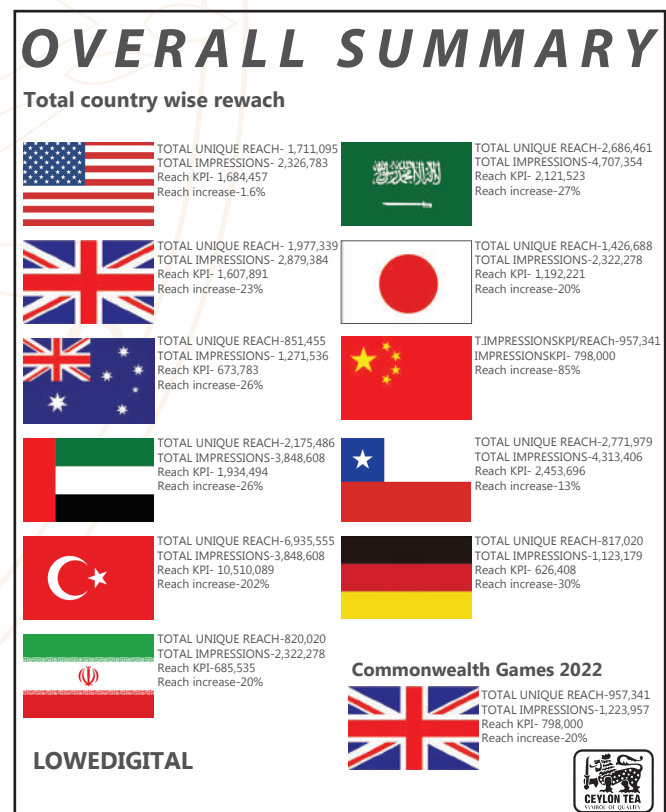 OVERALL SUMMARY
Total country wise rewach
TOTAL UNIQUE REACH- 1,711,095
TOTAL IMPRESSIONS- 2,326,783
Reach KPI- 1,684,457
Reach increase-1.6%
TOTAL UNIQUE REACH-2,686,461
TOTAL IMPRESSIONS-4,707,354
Reach KPI- 2,121,523
Reach increase-27%
TOTAL UNIQUE REACH- 1,977,339
TOTAL IMPRESSIONS- 2,879,384
Reach KPI- 1,607,891
Reach increase-23%
TOTAL UNIQUE REACH-1,426,688
TOTAL IMPRESSIONS-2,322,278
Reach KPI- 1,192,221
Reach increase-20%
TOTAL UNIQUE REACH-851,455
TOTAL IMPRESSIONS- 1,271,536
Reach KPI- 673,783
Reach increase-26%
T.IMPRESSIONSKPI/REACh-957,341
IMPRESSIONSKPI- 798,000
Reach increase-85%
TOTAL UNIQUE REACH-2,175,486
TOTAL IMPRESSIONS-3,848,608
Reach KPI- 1,934,494
Reach increase-26%
TOTAL UNIQUE REACH-2,771,979
TOTAL IMPRESSIONS-4,313,406
Reach KPI- 2,453,696
Reach increase-13%
TOTAL UNIQUE REACH-6,935,555
TOTAL IMPRESSIONS-3,848,608
Reach KPI- 10,510,089
Reach increase-202%
TOTAL UNIQUE REACH-817,020
TOTAL IMPRESSIONS-1,123,179
Reach KPI- 626,408
Reach increase-30%
TOTAL UNIQUE REACH-820,020
TOTAL IMPRESSIONS-2,322,278
Reach KPI-685,535
Reach increase-20%
Commonwealth Games 2022
TOTAL UNIQUE REACH-957,341
TOTAL IMPRESSIONS-1,223,957
Reach KPI- 798,000
Reach increase-20%
LOWEDIGITAL
CEYLON TEA
SYMBOL OF QUALITY